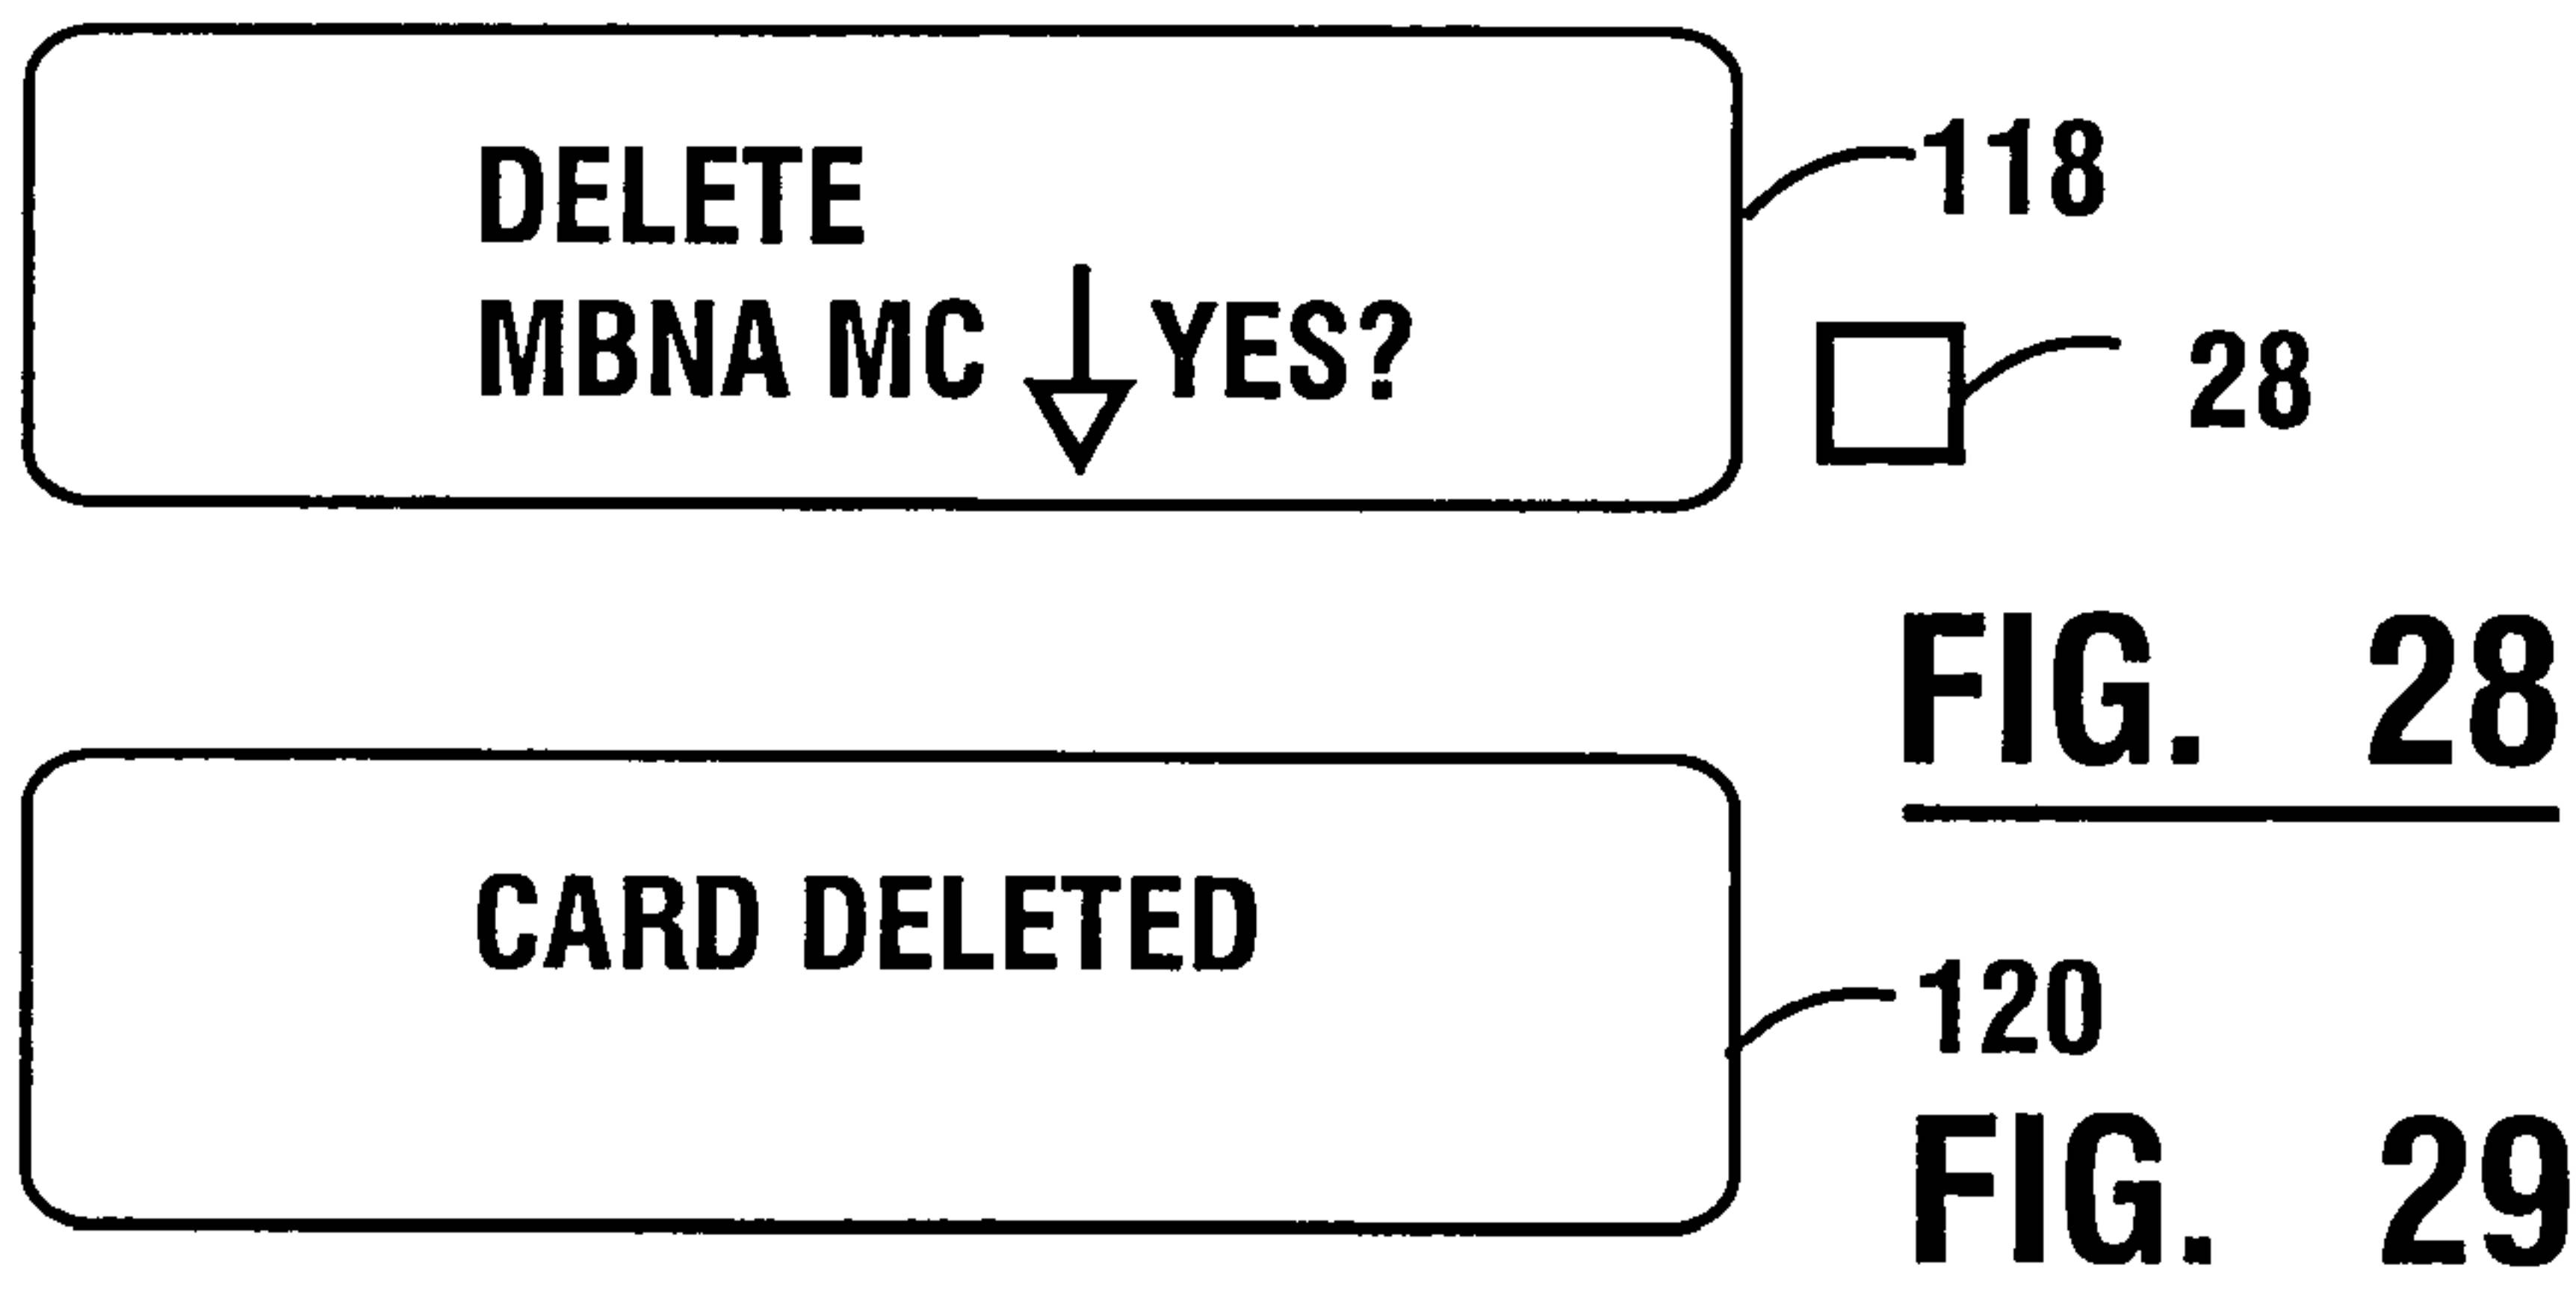 DELETE
MBNA MC YES?
118
28
FIG. 28
CARD DELETED
120
FIG. 29